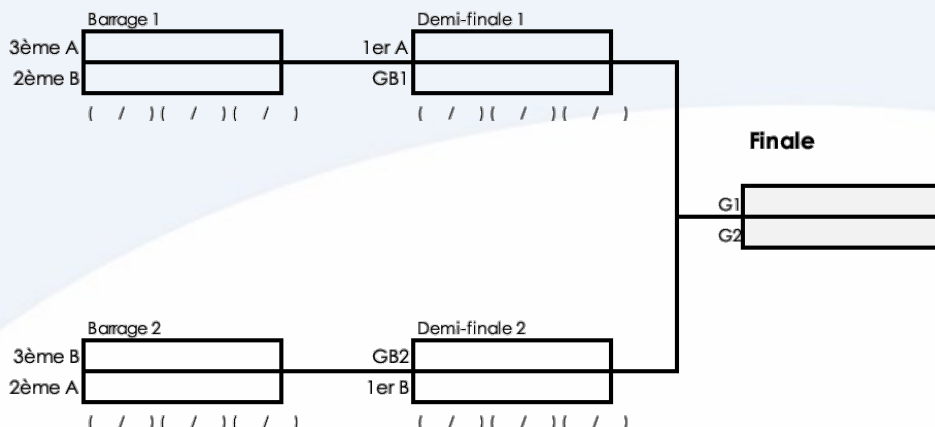 Barrage 1
Demi-finale 1
3ème A
1er A
2ème B
GB1
( / ) ( / ) ( / )
( / ) ( / ) ( / )
Finale
G1
G2
Barrage 2
Demi-finale 2
3ème B
GB2
2ème A
1er B
( / ) ( / ) ( / )
( / ) ( / ) ( / )